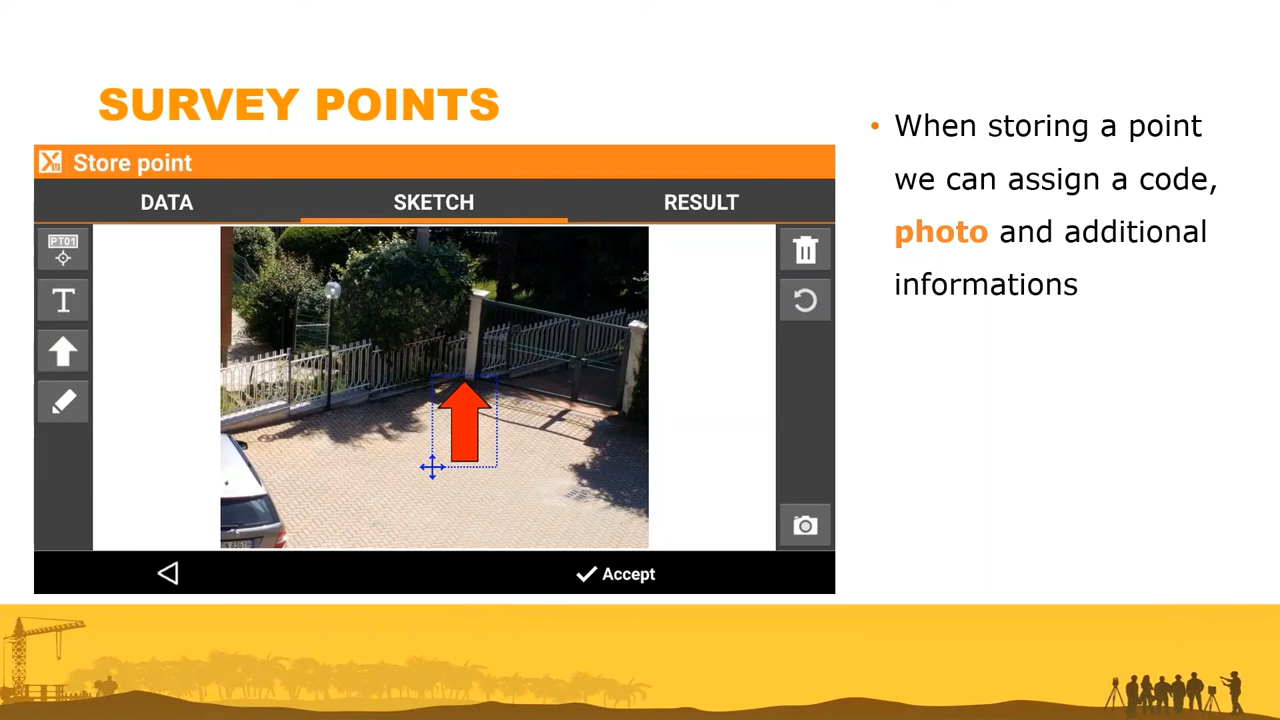 SURVEY POINTS
Store point
DATA
SKETCH
RESULT
PT01
T
Accept
• When storing a point
we can assign a code,
photo and additional
informations